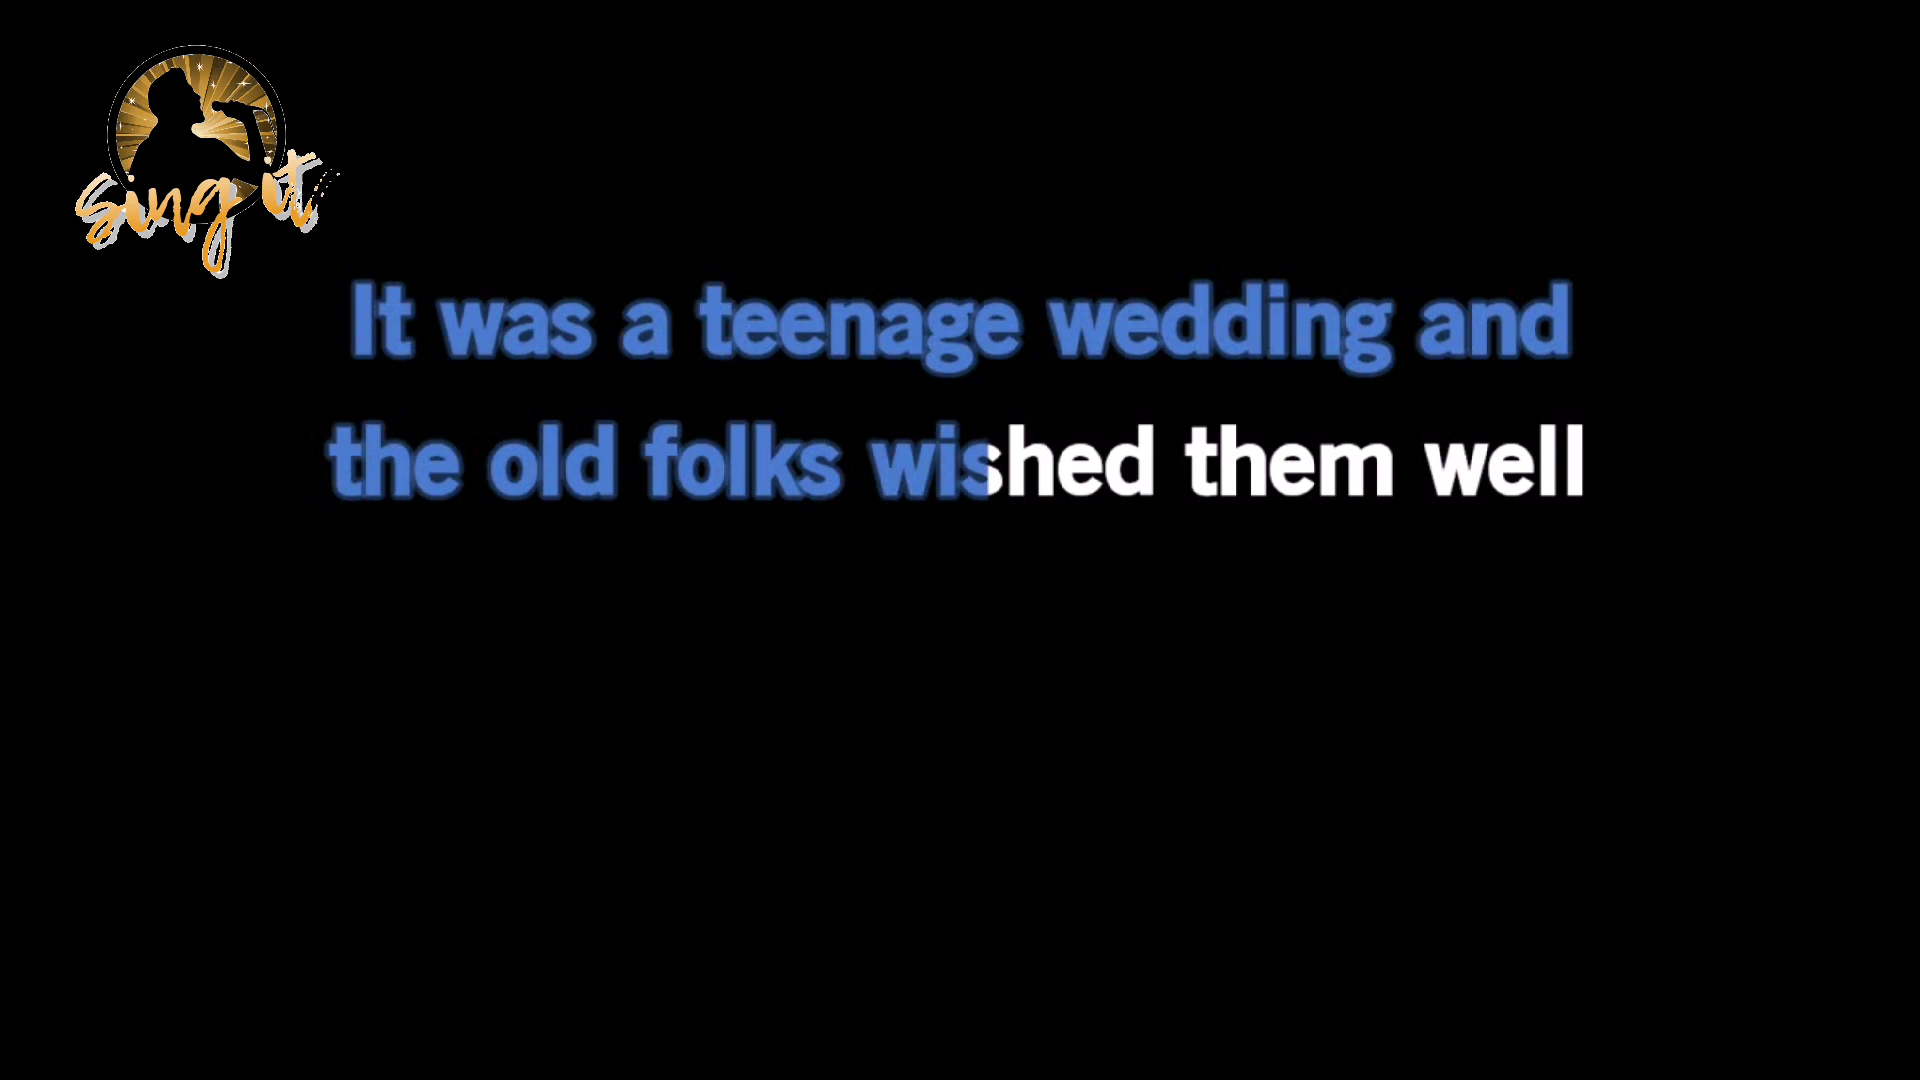 sing it
It was a teenage wedding and
the old folks wished them well